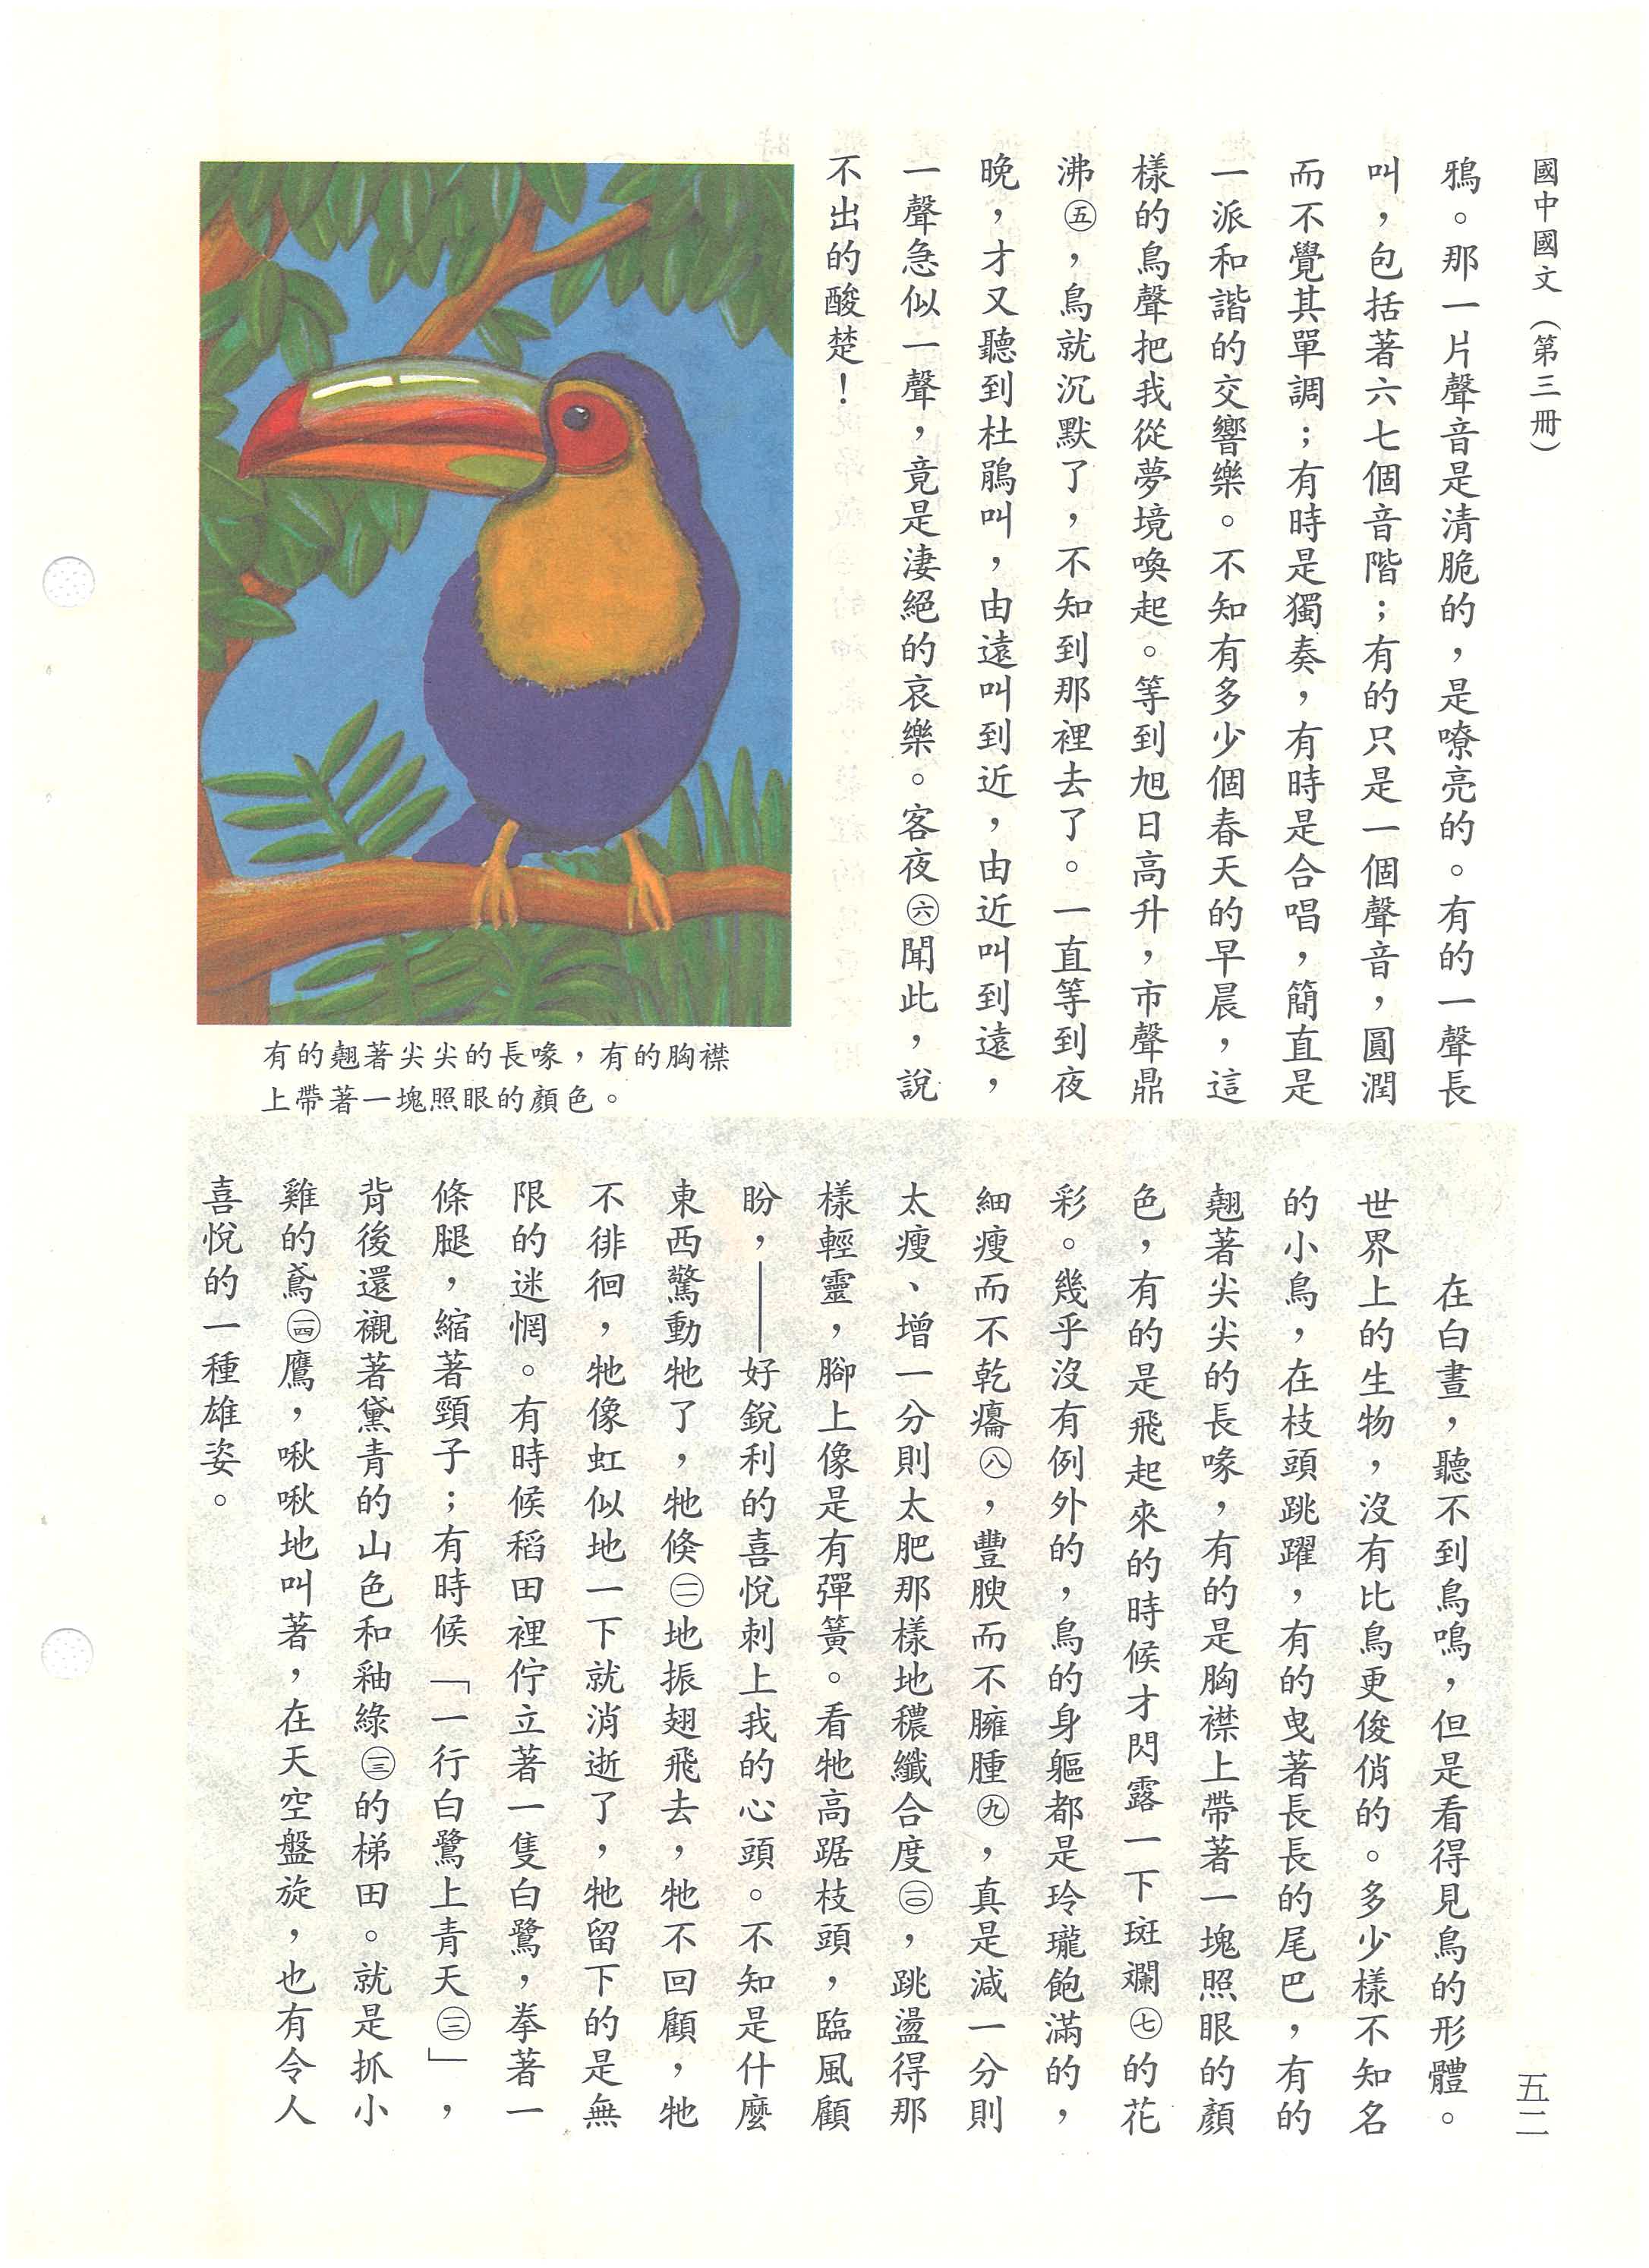 國中國文（第三冊）
鴉。那一片聲音是清脆的，是嘹亮的。有的一聲長
叫，包括著六七個音階；有的只是一個聲音，圓潤
而不覺其單調；有時是獨奏，有時是合唱，簡直是
一派和諧的交響樂。不知有多少個春天的早晨，這
樣的鳥聲把我從夢境喚起。等到旭日高升，市聲鼎
沸㊄，鳥就沉默了，不知到那裡去了。一直等到夜
晚，才又聽到杜鵑叫，由遠叫到近，由近叫到遠，
一聲急似一聲，竟是淒絕的哀樂。客夜㊅聞此，說
不出的酸楚！
有的翹著尖尖的長喙，有的胸襟
上帶著一塊照眼的顏色。
在白晝，聽不到鳥鳴，但是看得見鳥的形體。
世界上的生物，沒有比鳥更俊俏的。多少樣不知名
的小鳥，在枝頭跳躍，有的曳著長長的尾巴，有的
翹著尖尖的長喙，有的是胸襟上帶著一塊照眼的顏
色，有的是飛起來的時候才閃露一下斑斕㊆的花
彩。幾乎沒有例外的，鳥的身軀都是玲瓏飽滿的，
細瘦而不乾癟㊇，豐腴而不臃腫㊈，真是減一分則
太瘦、增一分則太肥那樣地穠纖合度㊀〇，跳盪得那
樣輕靈，腳上像是有彈簧。看牠高踞枝頭，臨風顧
盼，——好銳利的喜悅刺上我的心頭。不知是什麼
東西驚動牠了，牠倏㊀一地振翅飛去，牠不回顧，牠
不徘徊，牠像虹似地一下就消逝了，牠留下的是無
限的迷惘。有時候稻田裡佇立著一隻白鷺，拳著一
條腿，縮著頸子；有時候「一行白鷺上青天㊀二」，
背後還襯著黛青的山色和釉綠㊀三的梯田。就是抓小
雞的鳶㊀四鷹，啾啾地叫著，在天空盤旋，也有令人
喜悅的一種雄姿。
五二